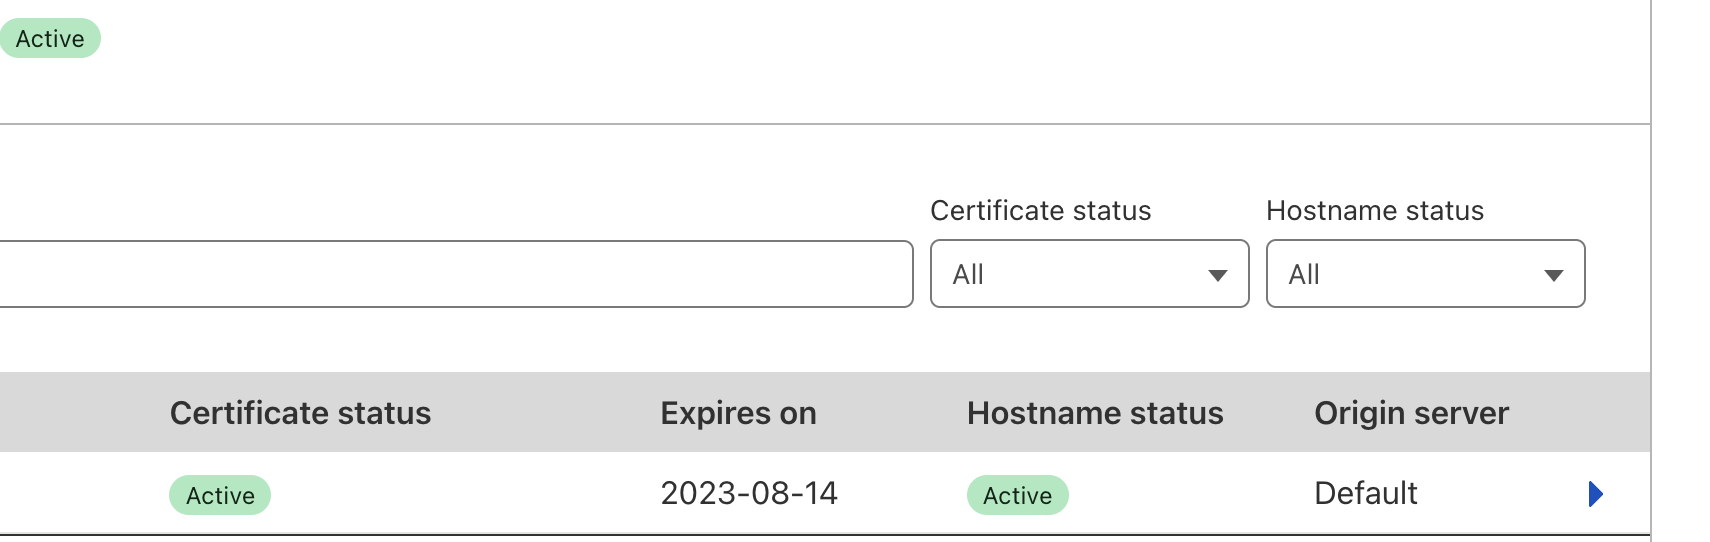 Active
Certificate status Hostname status
All All
Certificate status Expires on Hostname status Origin server
Active 2023-08-14 Active Default